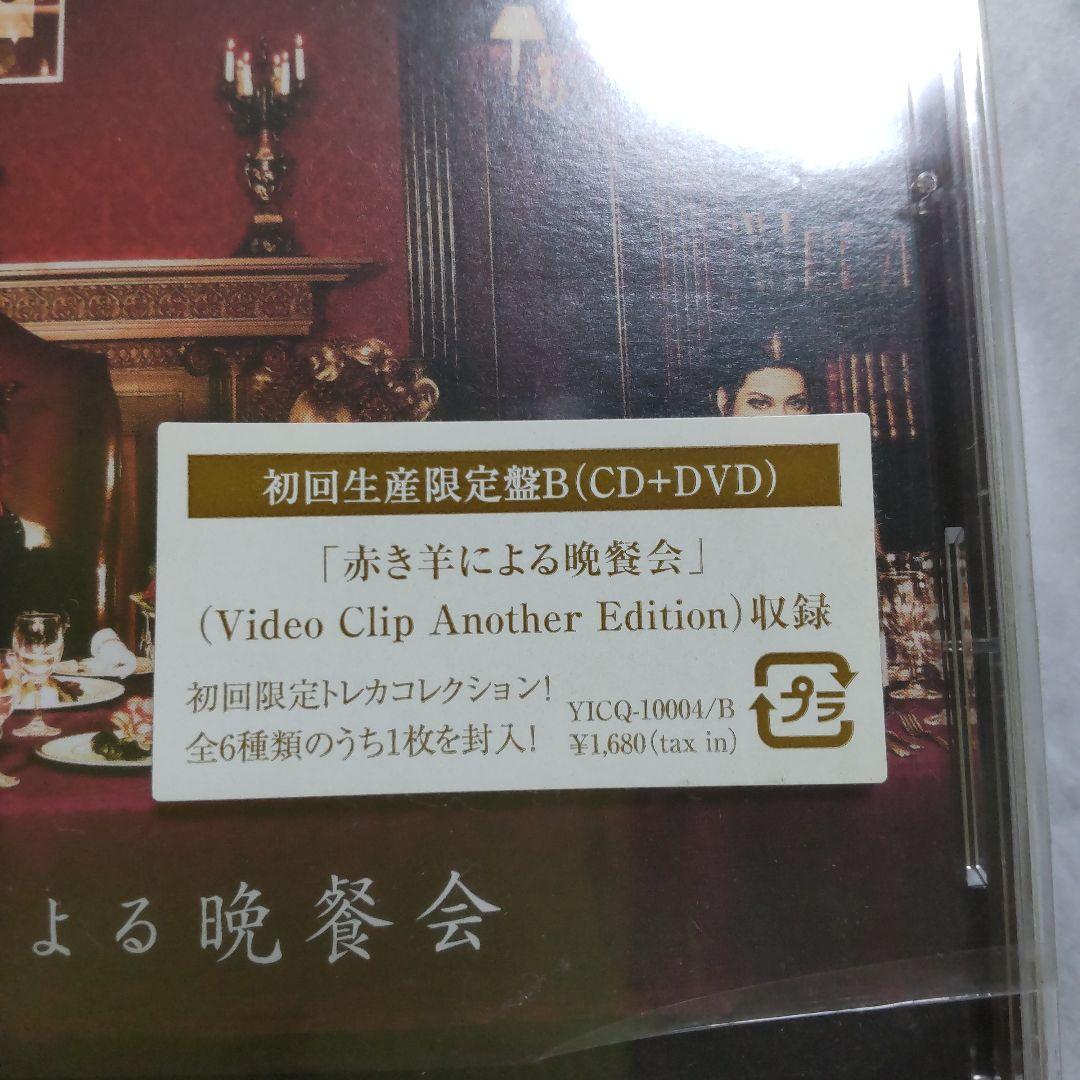 初回生産限定盤B(CD+DVD)
「赤き羊による晩餐会」
(Video Clip Another Edition)収録
初回限定トレカコレクション!
全6種類のうち1枚を封入!
YICQ-10004/B
¥1,680(tax in)
プラ
よる晩餐会